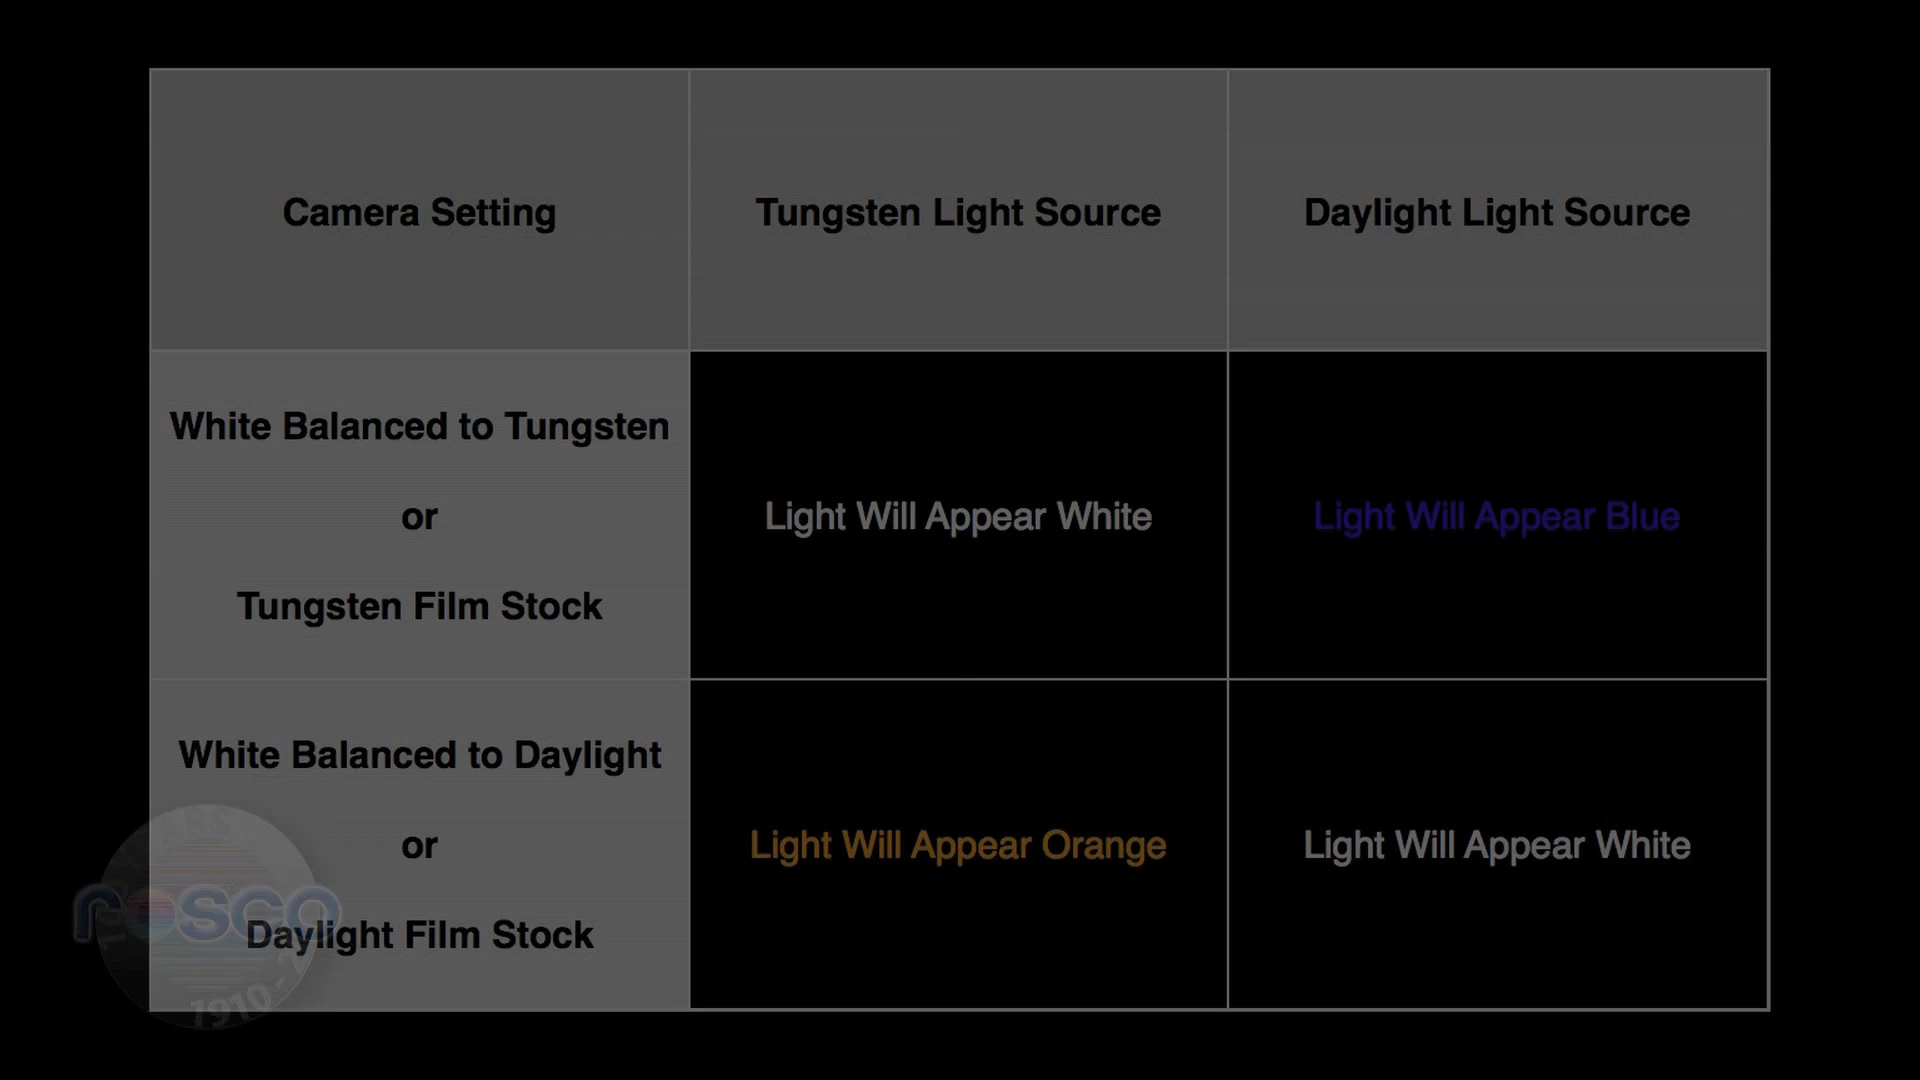 Camera Setting
Tungsten Light Source
Daylight Light Source
White Balanced to Tungsten
or
Tungsten Film Stock
Light Will Appear White
Light Will Appear Blue
White Balanced to Daylight
or
Daylight Film Stock
Light Will Appear Orange
Light Will Appear White
rosco
1910 -